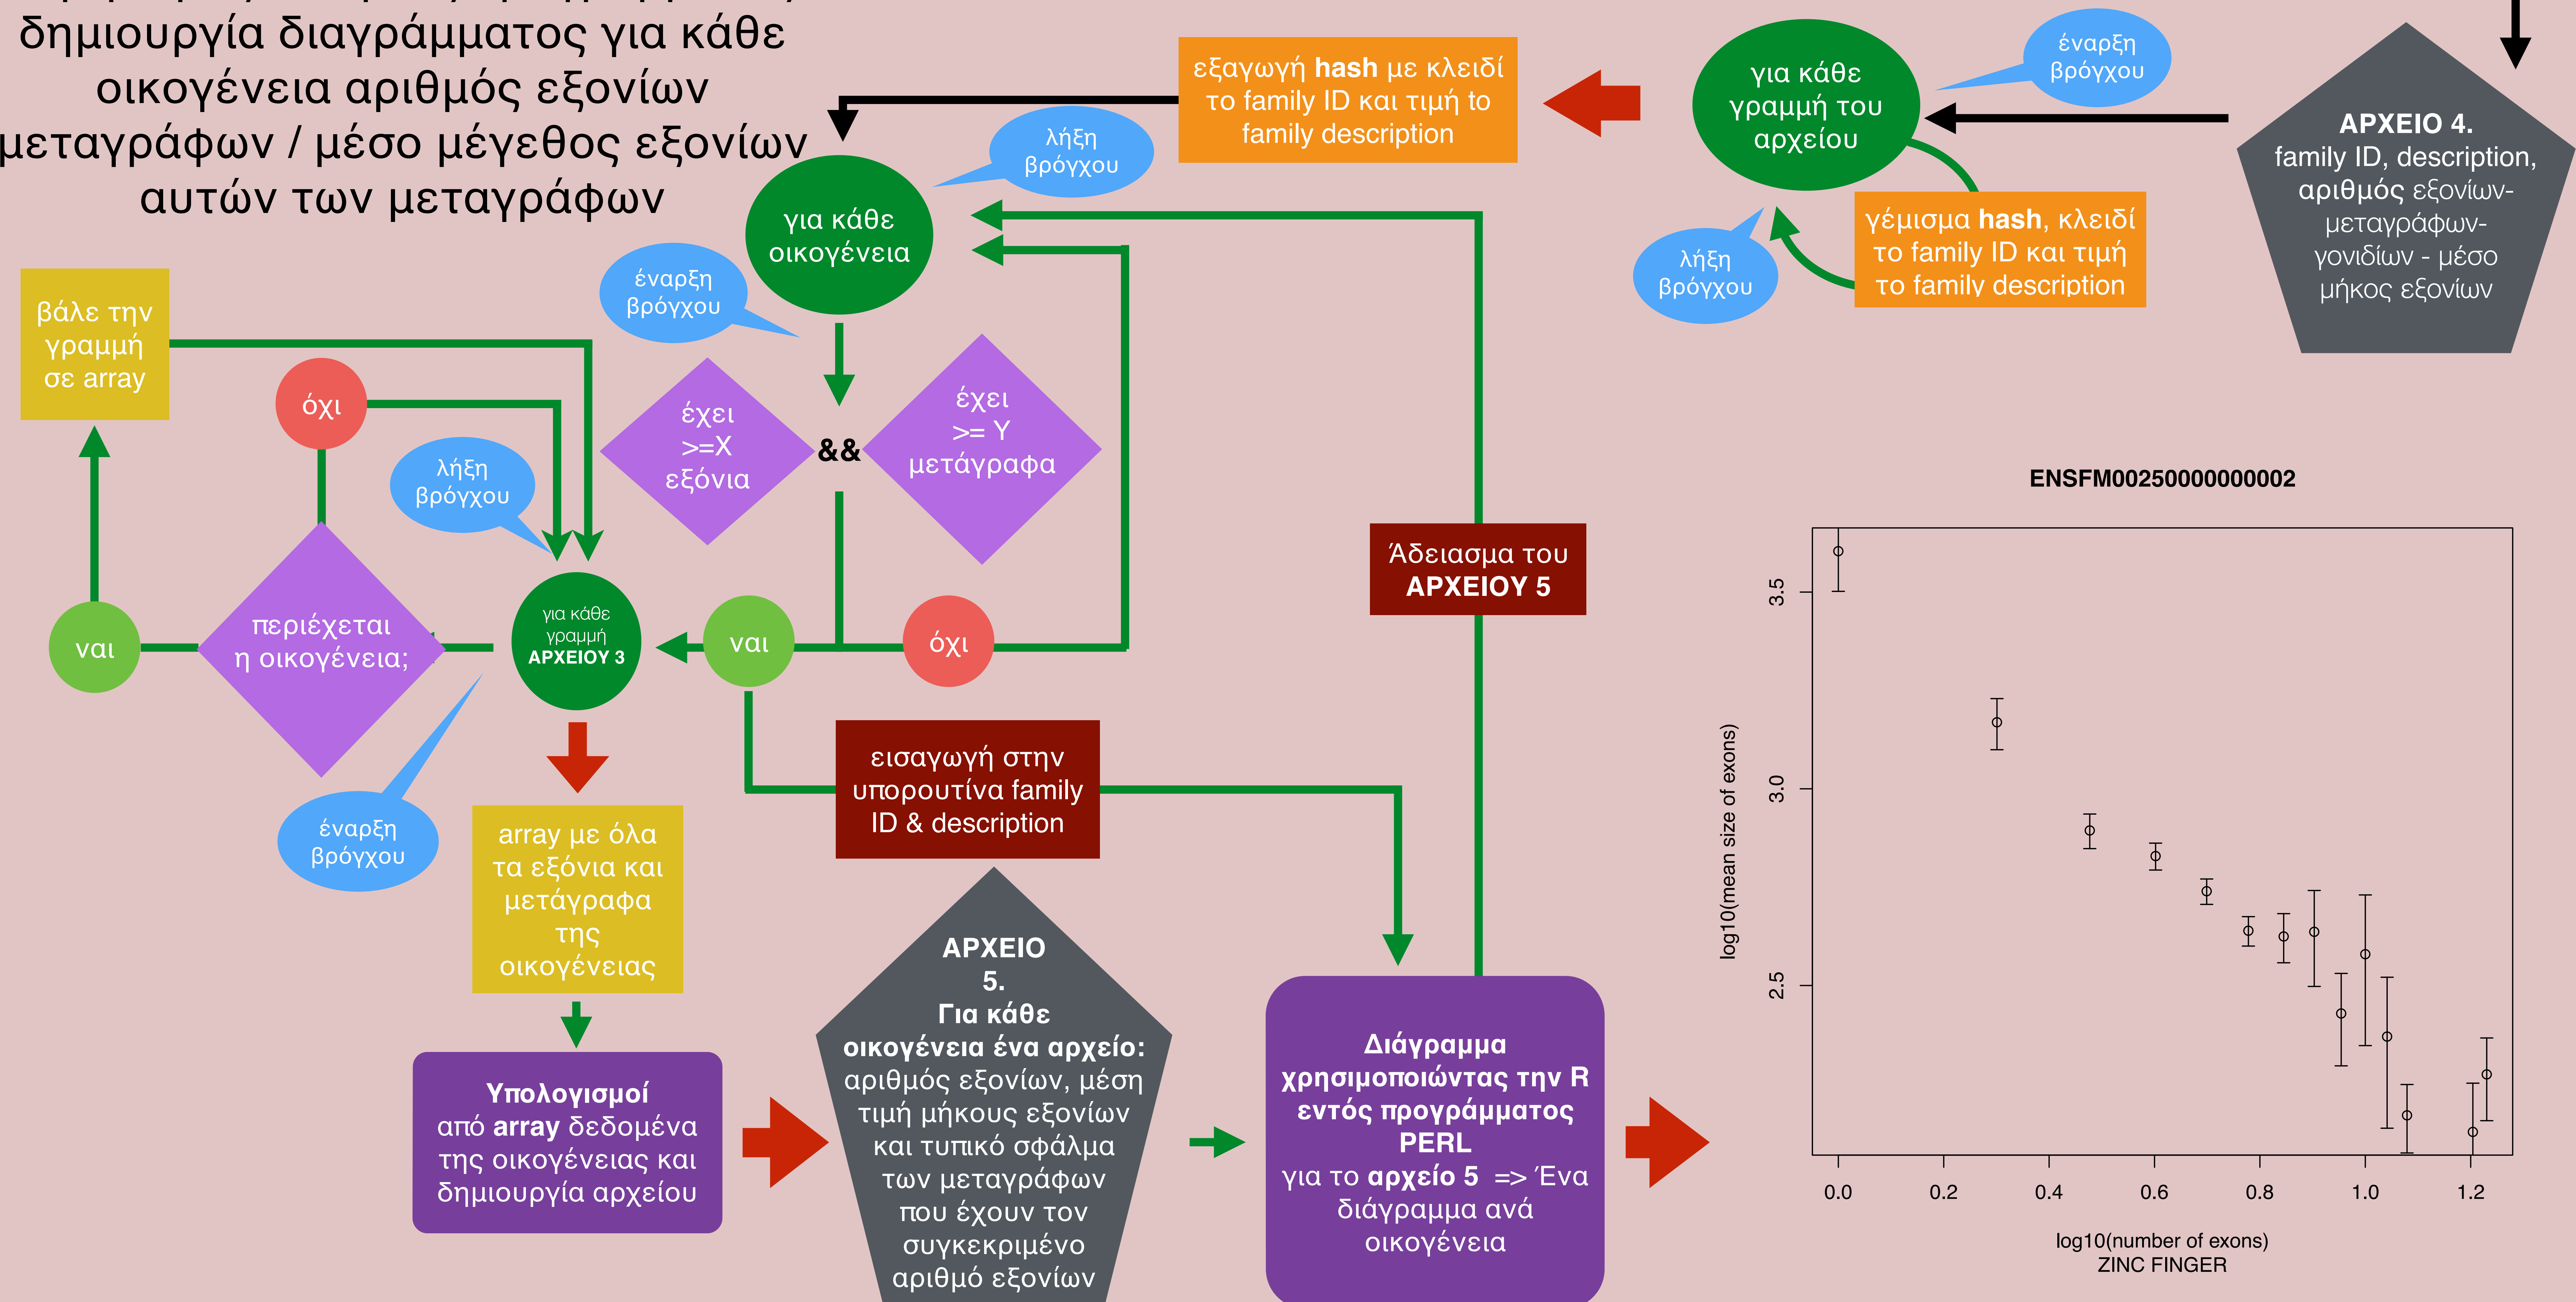 δημιουργία διαγράμματος για κάθε
οικογένεια αριθμός εξονίων
μεταγράφων / μέσο μέγεθος εξονίων
αυτών των μεταγράφων
εξαγωγή hash με κλειδί
το family ID και τιμή to
family description
για κάθε
γραμμή του
αρχείου
έναρξη
βρόγχου
ΑΡΧΕΙΟ 4.
family ID, description,
αριθμός εξονίων-
μεταγράφων-
γονιδίων - μέσο
μήκος εξονίων
γέμισμα hash, κλειδί
το family ID και τιμή
το family description
λήξη
βρόγχου
λήξη
βρόγχου
για κάθε
οικογένεια
έναρξη
βρόγχου
έχει
>=X
εξόνια
&&
έχει
>= Y
μετάγραφα
βάλε την
γραμμή
σε array
όχι
λήξη
βρόγχου
ναι
περιέχεται
η οικογένεια;
για κάθε
γραμμή
ΑΡΧΕΙΟΥ 3
ναι
όχι
Άδειασμα του
ΑΡΧΕΙΟΥ 5
έναρξη
βρόγχου
array με όλα
τα εξόνια και
μετάγραφα
της
οικογένειας
εισαγωγή στην
υπορουτίνα family
ID & description
Υπολογισμοί
από array δεδομένα
της οικογένειας και
δημιουργία αρχείου
ΑΡΧΕΙΟ
5.
Για κάθε
οικογένεια ένα αρχείο:
αριθμός εξονίων, μέση
τιμή μήκους εξονίων
και τυπικό σφάλμα
των μεταγράφων
που έχουν τον
συγκεκριμένο
αριθμό εξονίων
Διάγραμμα
χρησιμοποιώντας την R
εντός προγράμματος
PERL
για το αρχείο 5 => Ένα
διάγραμμα ανά
οικογένεια
ENSFM00250000000002
log10(mean size of exons)
3.5
3.0
2.5
0.0 0.2 0.4 0.6 0.8 1.0 1.2
log10(number of exons)
ZINC FINGER